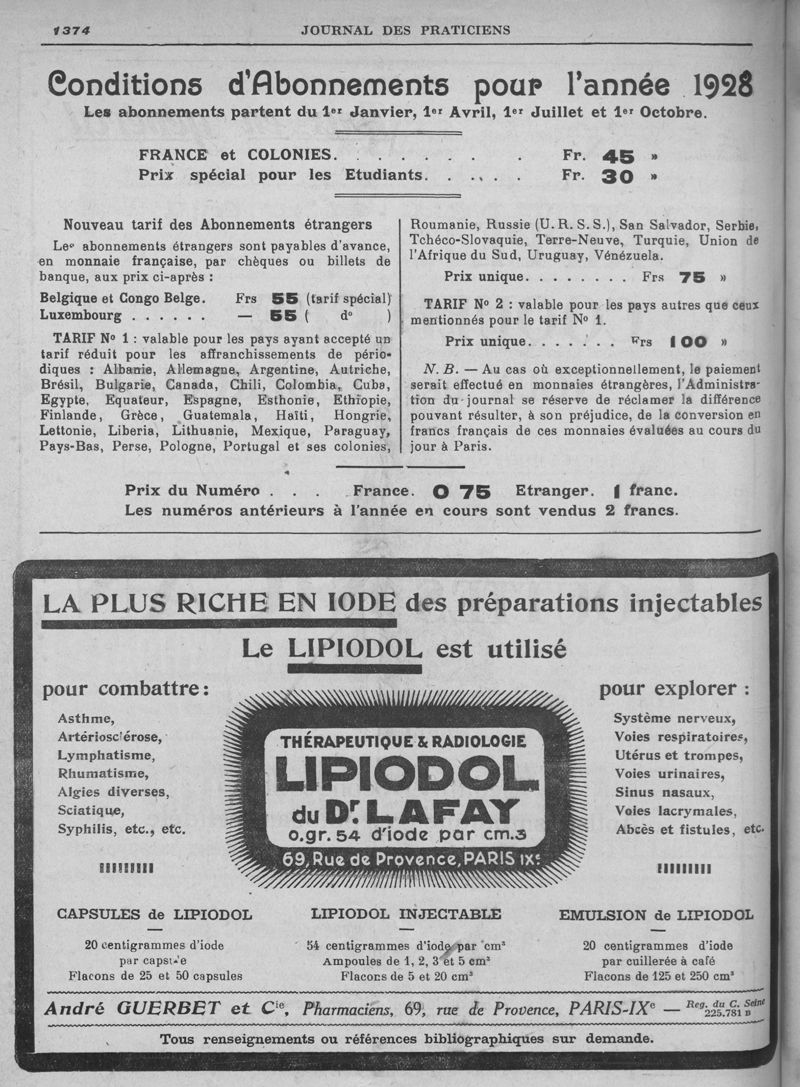 1374
JOURNAL DES PRATICIENS
Conditions d'Abonnements pour l'année 1928
Les abonnements partent du 1er Janvier, 1er Avril, 1er Juillet et 1er Octobre.
FRANCE et COLONIES. . . . . . . . Fr. 45 »
Prix spécial pour les Etudiants. . . . . . Fr. 30 »
Nouveau tarif des Abonnements étrangers
Les abonnements étrangers sont payables d'avance,
en monnaie française, par chèques ou billets de
banque, aux prix ci-après :
Belgique et Congo Belge. Frs 55 (tarif spécial)
Luxembourg . . . . . . — 55 ( do )
TARIF No 1 : valable pour les pays ayant accepté un
tarif réduit pour les affranchissements de pério-
diques : Albanie, Allemagne, Argentine, Autriche,
Brésil, Bulgarie, Canada, Chili, Colombia, Cuba,
Egypte, Equateur, Espagne, Esthonie, Ethiopie,
Finlande, Grèce, Guatemala, Haïti, Hongrie,
Lettonie, Liberia, Lithuanie, Mexique, Paraguay,
Pays-Bas, Perse, Pologne, Portugal et ses colonies,
Roumanie, Russie (U. R. S. S.), San Salvador, Serbie,
Tchéco-Slovaquie, Terre-Neuve, Turquie, Union de
l'Afrique du Sud, Uruguay, Vénézuela.
Prix unique. . . . . . . . Frs 75 »
TARIF No 2 : valable pour les pays autres que ceux
mentionnés pour le tarif No 1.
Prix unique. . . . . . . Frs 100 »
N. B. — Au cas où exceptionnellement, le paiement
serait effectué en monnaies étrangères, l'Administra-
tion du journal se réserve de réclamer la différence
pouvant résulter, à son préjudice, de la conversion en
francs français de ces monnaies évaluées au cours du
jour à Paris.
Prix du Numéro . . . France. 0 75 Etranger. 1 franc.
Les numéros antérieurs à l'année en cours sont vendus 2 francs.
LA PLUS RICHE EN IODE des préparations injectables
Le LIPIODOL est utilisé
pour combattre :
Asthme,
Artériosclérose,
Lymphatisme,
Rhumatisme,
Algies diverses,
Sciatique,
Syphilis, etc., etc.
THÉRAPEUTIQUE & RADIOLOGIE
LIPIODOL
du Dr. LAFAY
0.gr. 54 d'iode par cm.3
69, Rue de Provence, PARIS IXe.
pour explorer :
Système nerveux,
Voies respiratoires,
Utérus et trompes,
Voies urinaires,
Sinus nasaux,
Voies lacrymales,
Abcès et fistules, etc.
CAPSULES de LIPIODOL
20 centigrammes d'iode
par capsule
Flacons de 25 et 50 capsules
LIPIODOL INJECTABLE
54 centigrammes d'iode par cm³
Ampoules de 1, 2, 3 et 5 cm³
Flacons de 5 et 20 cm³
EMULSION de LIPIODOL
20 centigrammes d'iode
par cuillerée à café
Flacons de 125 et 250 cm³
André GUERBET et Cie, Pharmaciens, 69, rue de Provence, PARIS-IXe — Reg. du C. Seine 225.781 B
Tous renseignements ou références bibliographiques sur demande.